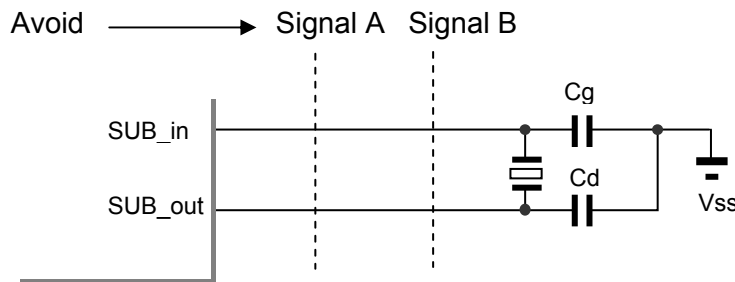 Avoid Signal A Signal B
Cg
SUB_in
Cd
SUB_out
Vss